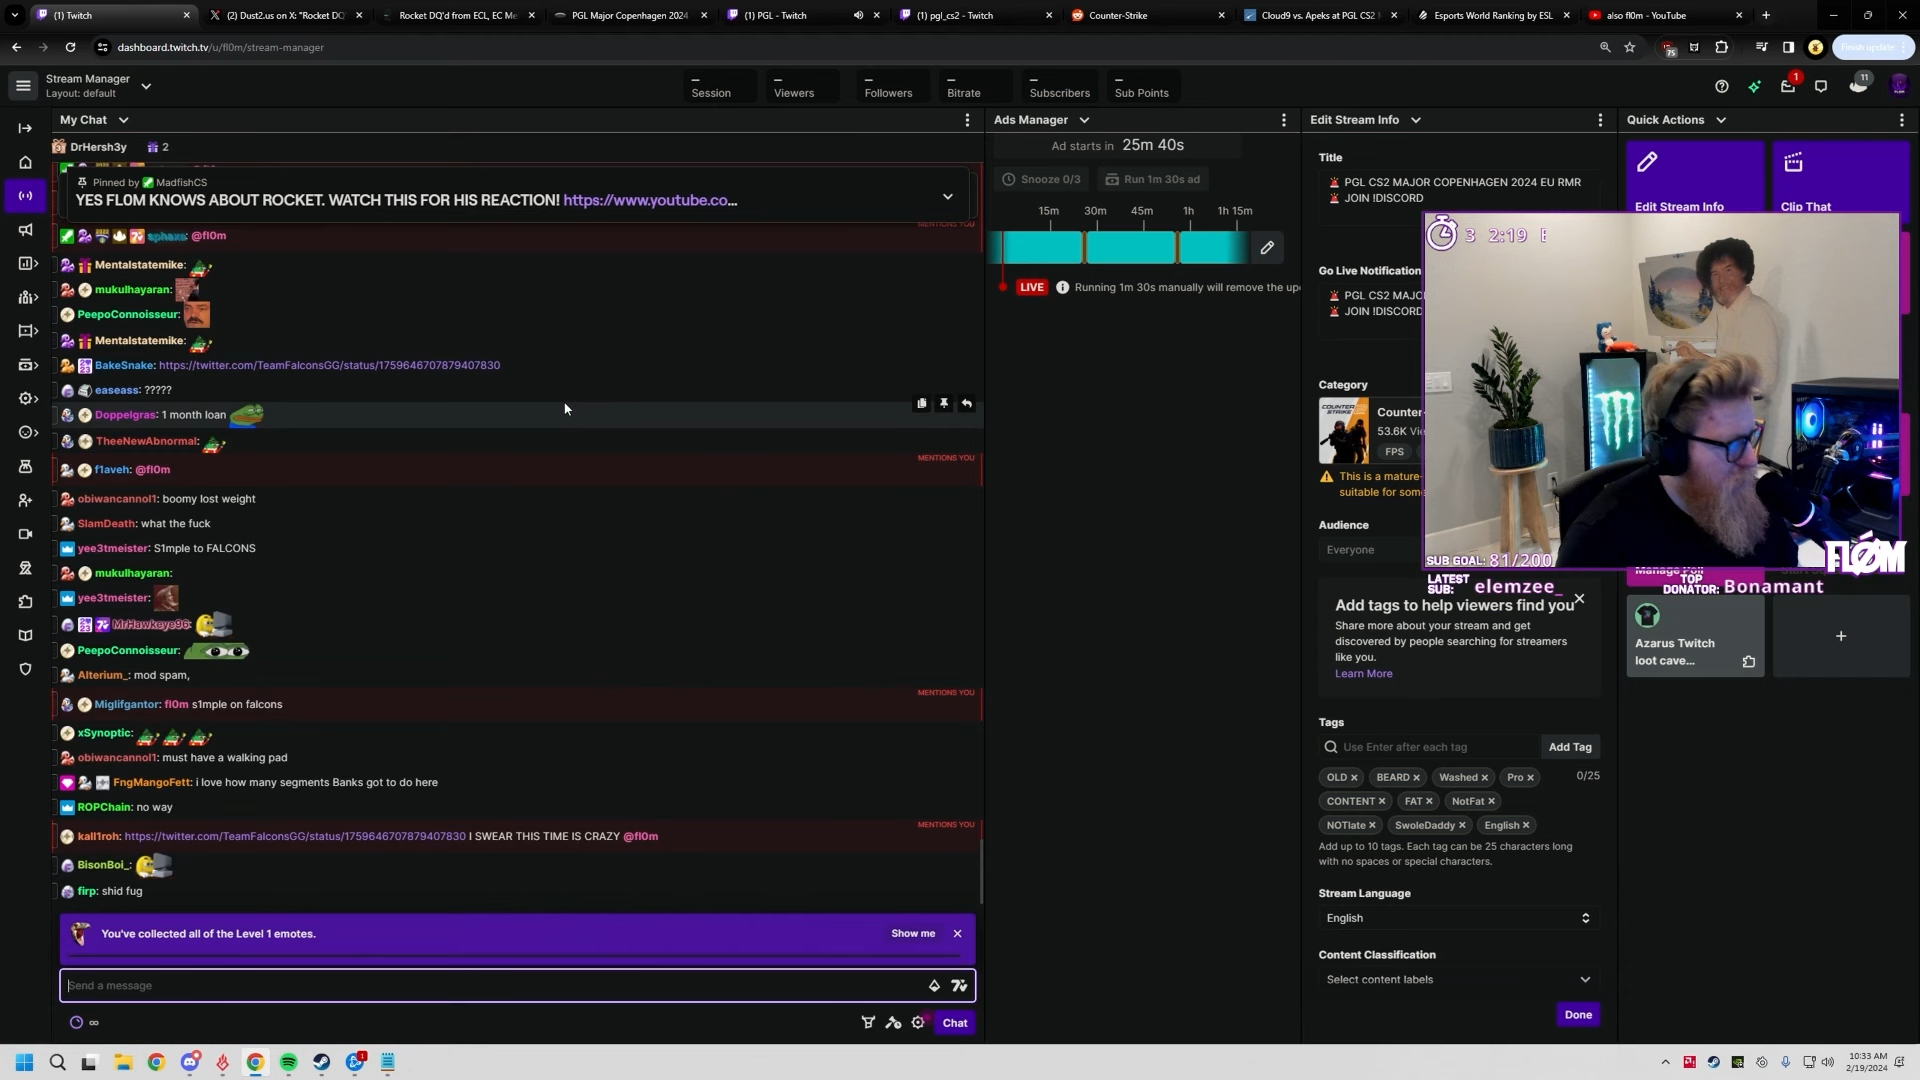 (1) Twitch
(2) Dust2.us on X: "Rocket DQ'
Rocket DQ'd from ECL, EC Me
PGL Major Copenhagen 2024
(1) PGL - Twitch
(1) pgl_cs2 - Twitch
Counter-Strike
Cloud9 vs. Apeks at PGL CS2
Esports World Ranking by ESL
also fl0m - YouTube
dashboard.twitch.tv/u/fl0m/stream-manager
75
Finish update
Stream Manager
Layout: default
Session
Viewers
Followers
Bitrate
Subscribers
Sub Points
1
11
My Chat
DrHersh3y
2
Pinned by MadfishCS
YES FL0M KNOWS ABOUT ROCKET. WATCH THIS FOR HIS REACTION! https://www.youtube.co...
MENTIONS YOU
aphaxs: @fl0m
Mentalstatemike:
mukulhayaran:
PeepoConnoisseur:
Mentalstatemike:
BakeSnake: https://twitter.com/TeamFalconsGG/status/1759646707879407830
easeass: ?????
Doppelgras: 1 month loan
TheeNewAbnormal:
MENTIONS YOU
f1aveh: @fl0m
obiwancannol1: boomy lost weight
SlamDeath: what the fuck
yee3tmeister: S1mple to FALCONS
mukulhayaran:
yee3tmeister:
MrHawkeye96:
PeepoConnoisseur:
Alterium_: mod spam,
MENTIONS YOU
Miglifgantor: fl0m s1mple on falcons
xSynoptic:
obiwancannol1: must have a walking pad
FngMangoFett: i love how many segments Banks got to do here
ROPChain: no way
MENTIONS YOU
kall1roh: https://twitter.com/TeamFalconsGG/status/1759646707879407830 I SWEAR THIS TIME IS CRAZY @fl0m
BisonBoi_:
firp: shid fug
You've collected all of the Level 1 emotes.
Show me
Send a message
Chat
Ads Manager
Ad starts in 25m 40s
Snooze 0/3
Run 1m 30s ad
15m
30m
45m
1h
1h 15m
LIVE
Running 1m 30s manually will remove the upc
Edit Stream Info
Title
PGL CS2 MAJOR COPENHAGEN 2024 EU RMR
JOIN !DISCORD
Go Live Notification
PGL CS2 MAJO
JOIN !DISCORD
Category
COUNTER STRIKE
Counter-
53.6K Vie
FPS
This is a mature-
suitable for som
Audience
Everyone
Add tags to help viewers find you
Share more about your stream and get
discovered by people searching for streamers
like you.
Learn More
Tags
Use Enter after each tag
Add Tag
OLD
BEARD
Washed
Pro
0/25
CONTENT
FAT
NotFat
NOTlate
SwoleDaddy
English
Add up to 10 tags. Each tag can be 25 characters long
with no spaces or special characters.
Stream Language
English
Content Classification
Select content labels
Done
Quick Actions
Edit Stream Info
Clip That
3 2:19
SUB GOAL: 81/200
FLØM
LATEST
SUB: elemzee_
TOP
DONATOR: Bonamant
Azarus Twitch
loot cave...
10:33 AM
2/19/2024